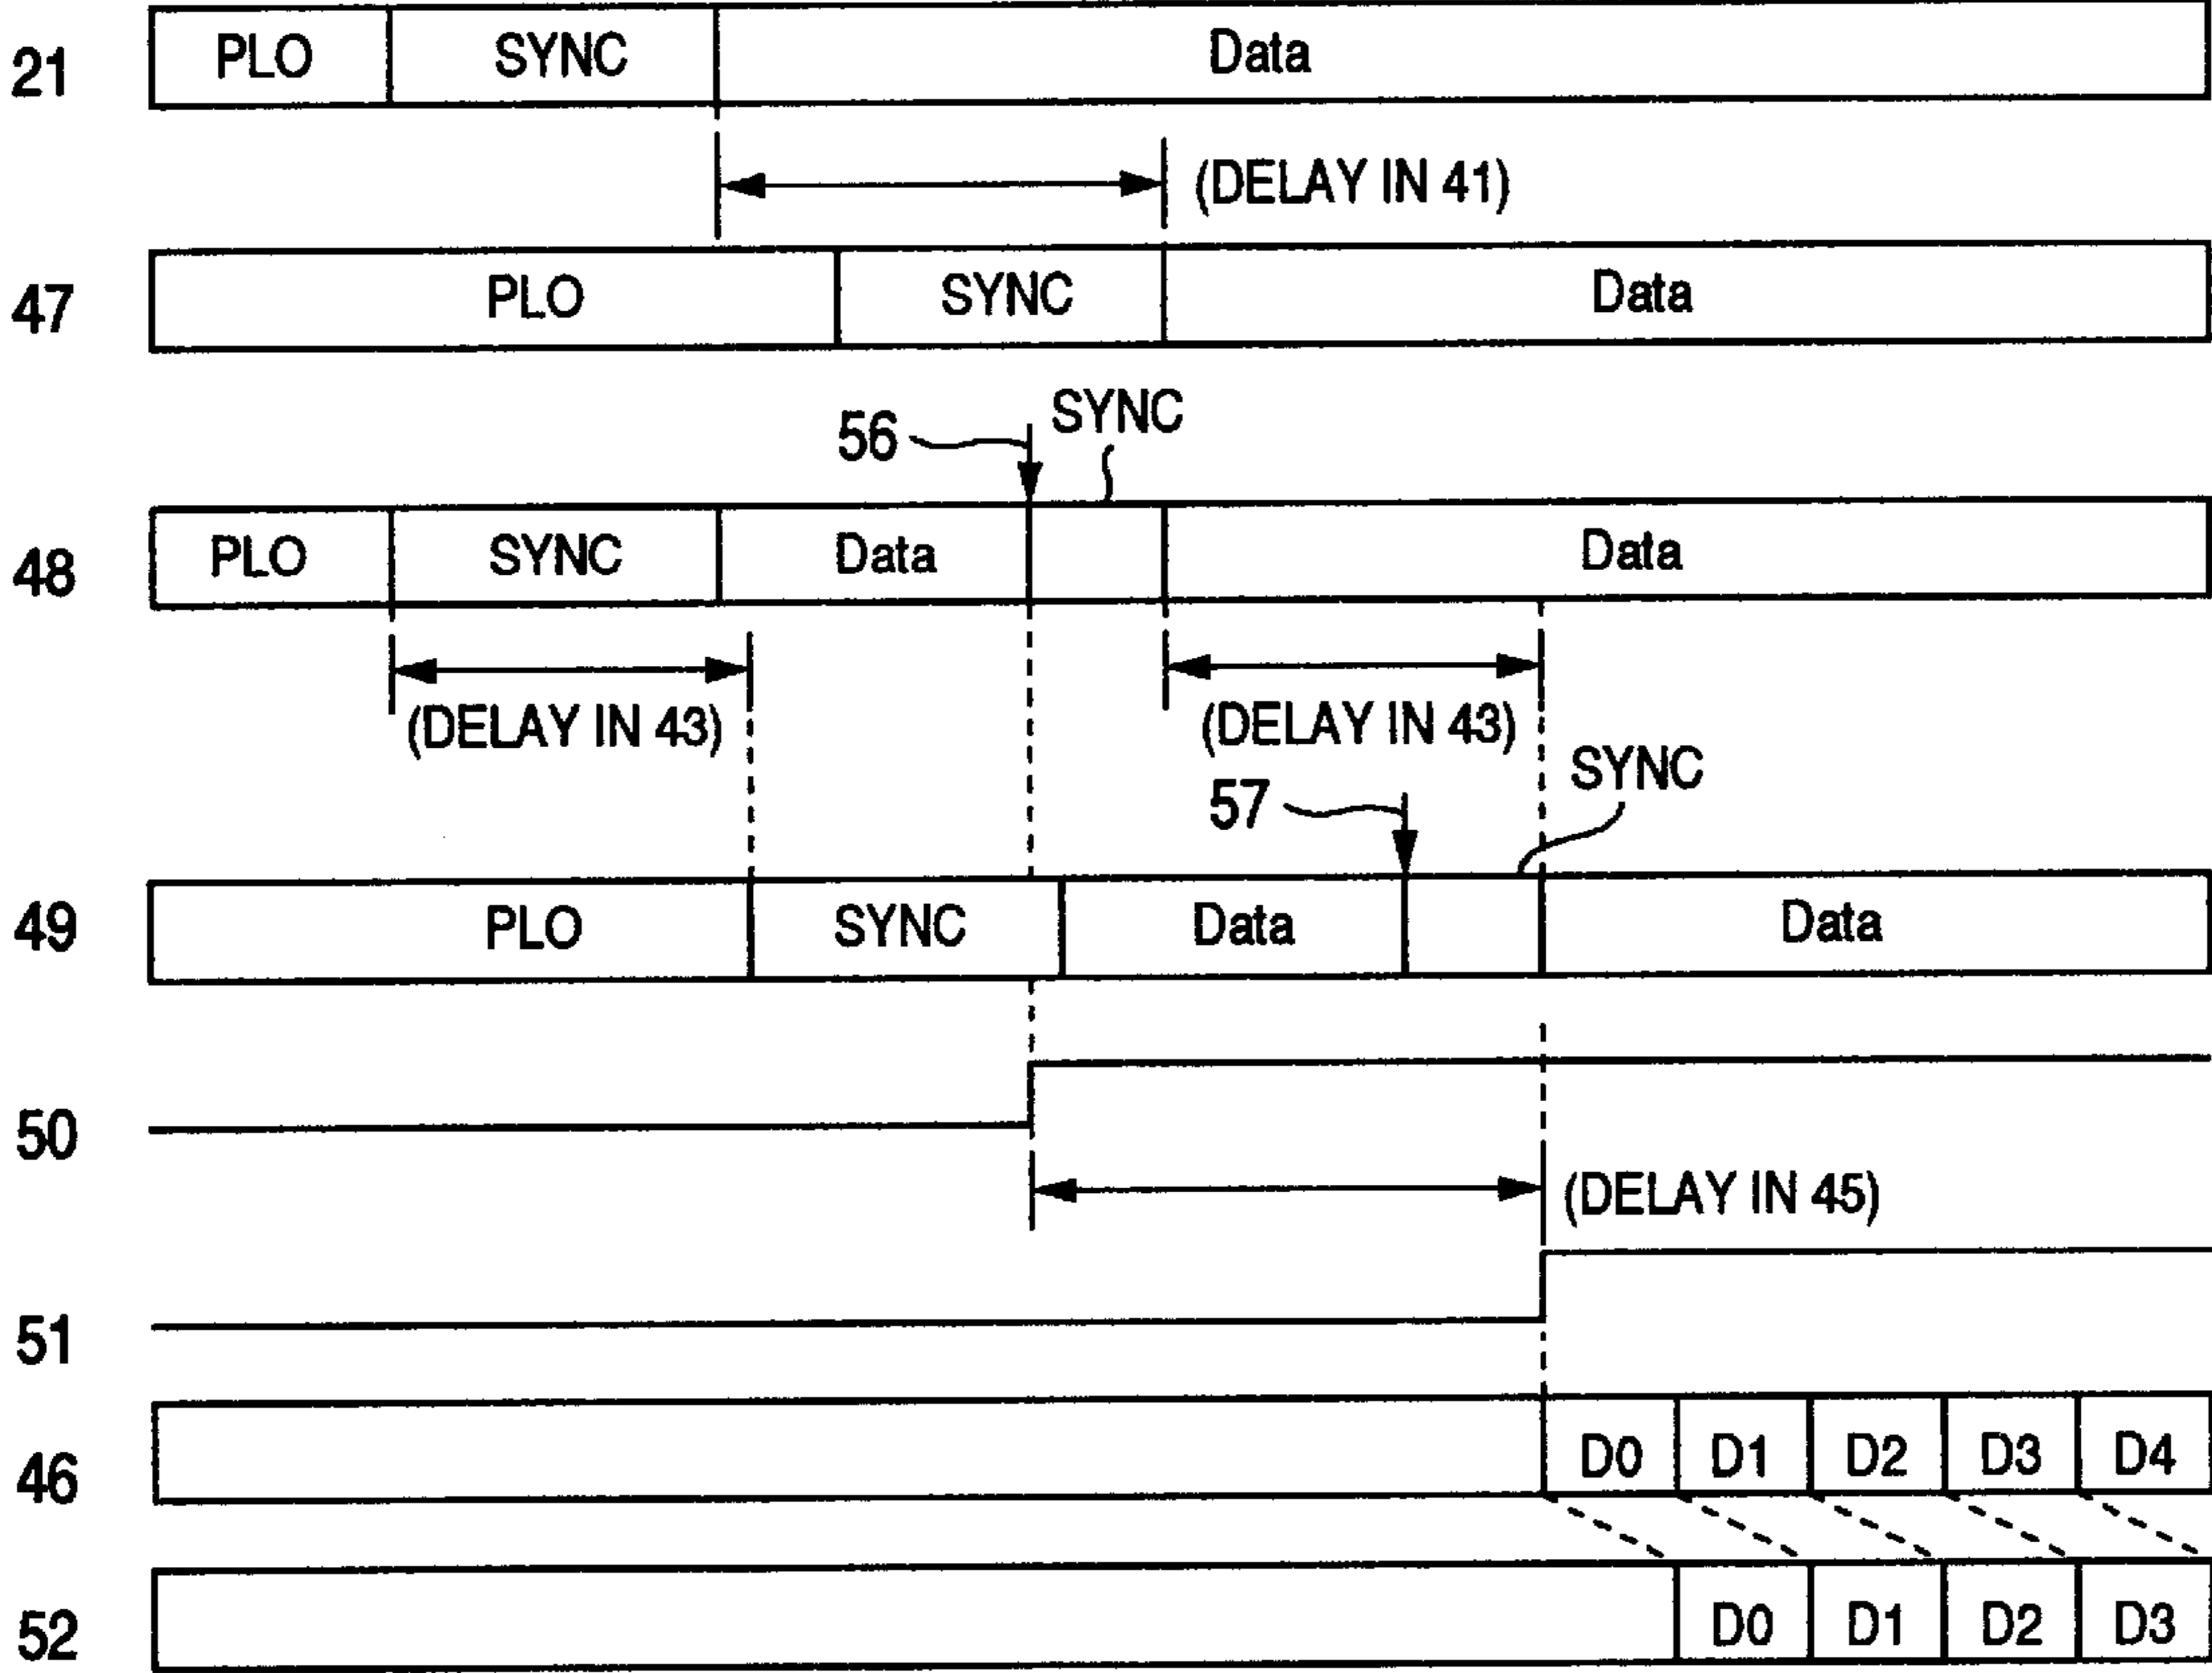 21 PLO SYNC Data
(DELAY IN 41)
47 PLO SYNC Data
56 SYNC
48 PLO SYNC Data Data
(DELAY IN 43) (DELAY IN 43)
57 SYNC
49 PLO SYNC Data Data
50
(DELAY IN 45)
51
46 D0 D1 D2 D3 D4
52 D0 D1 D2 D3